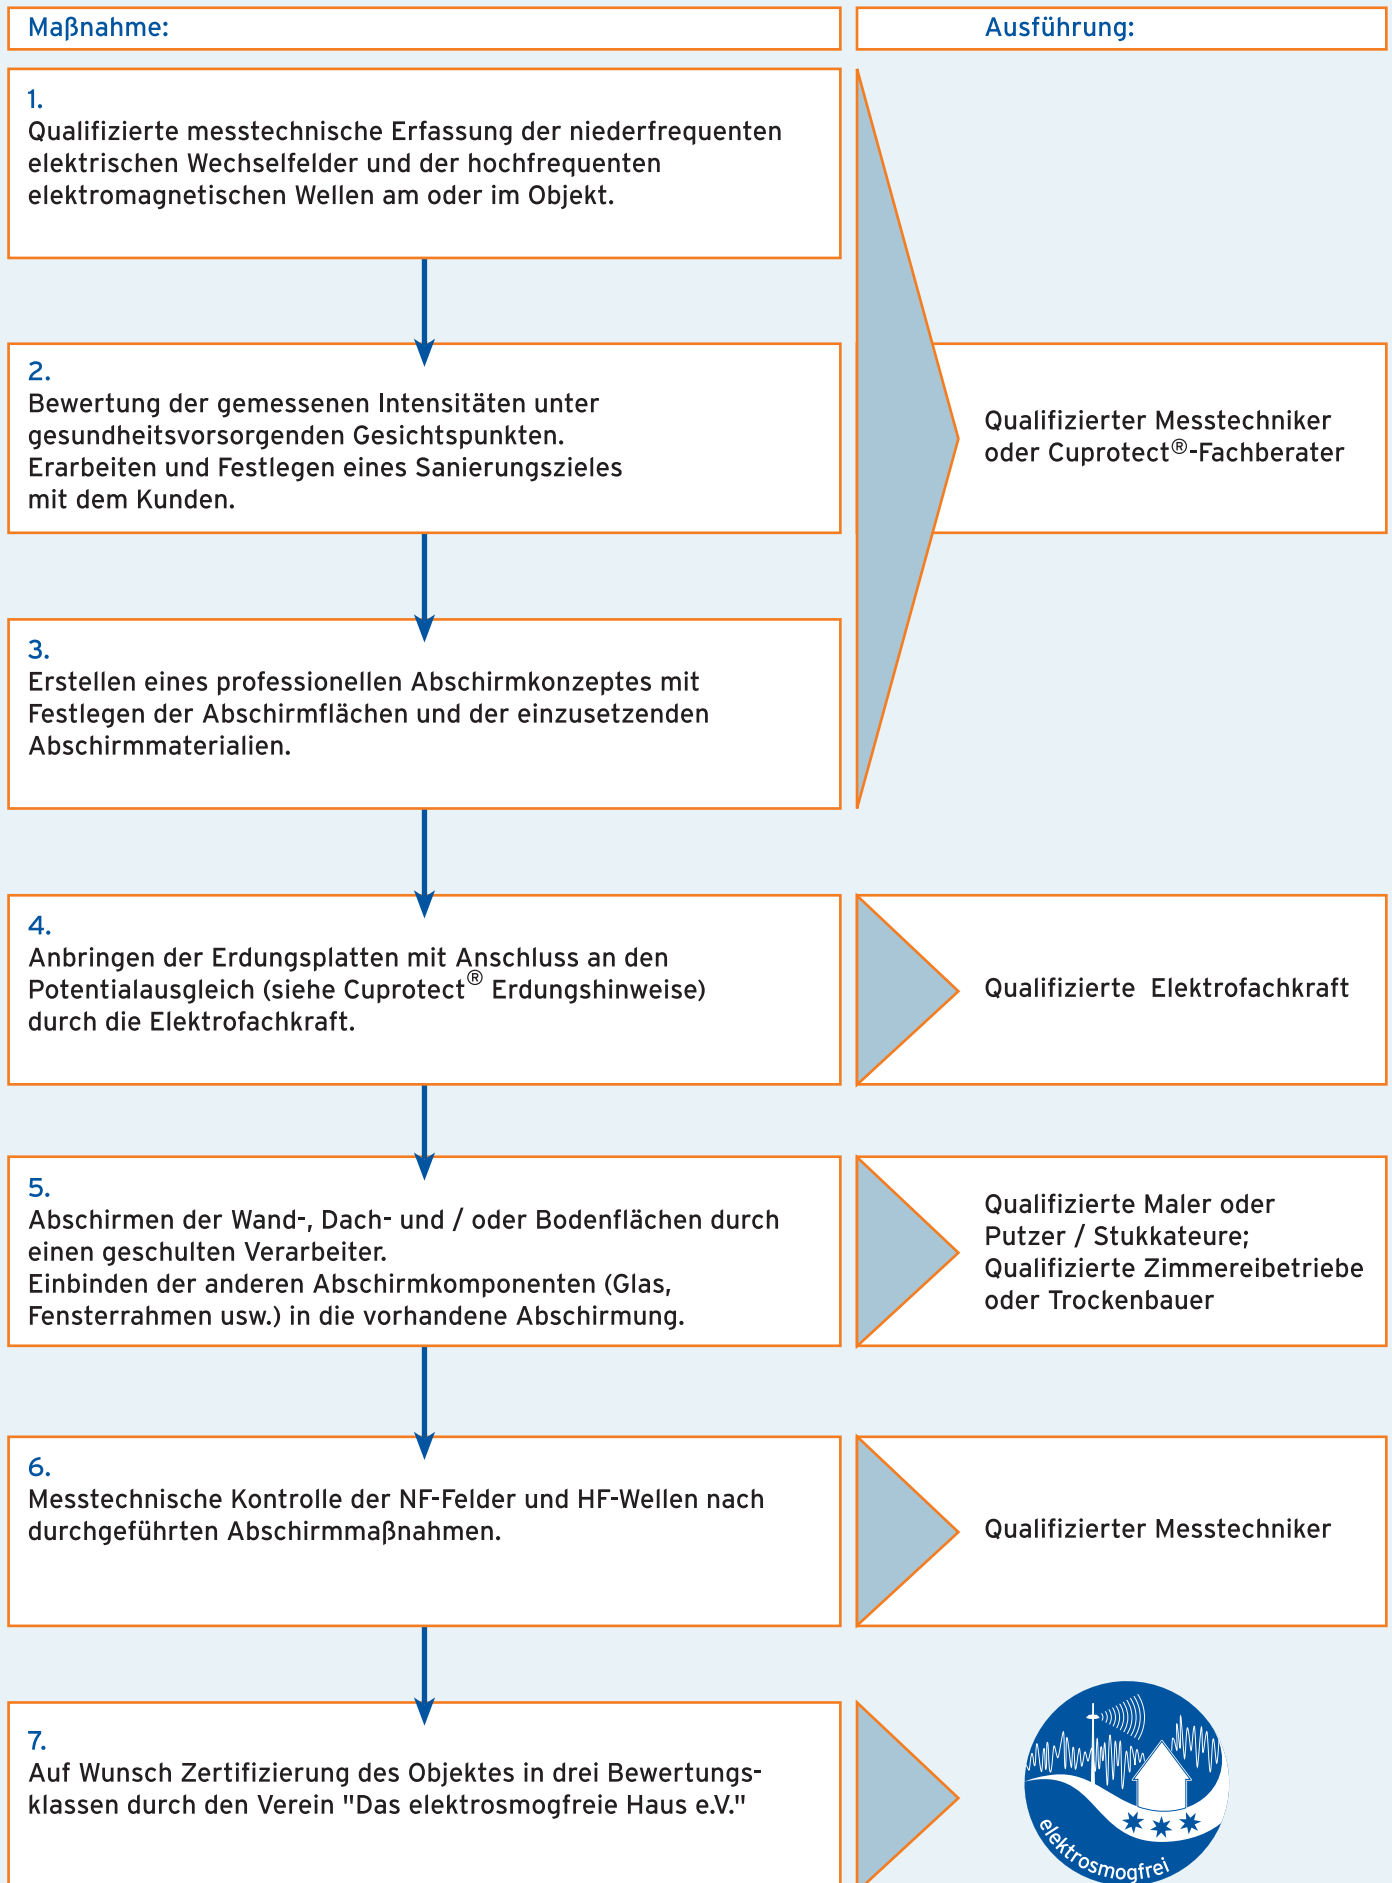 Maßnahme:
Ausführung:
1.
Qualifizierte messtechnische Erfassung der niederfrequenten
elektrischen Wechselfelder und der hochfrequenten
elektromagnetischen Wellen am oder im Objekt.
2.
Bewertung der gemessenen Intensitäten unter
gesundheitsvorsorgenden Gesichtspunkten.
Erarbeiten und Festlegen eines Sanierungszieles
mit dem Kunden.
Qualifizierter Messtechniker
oder Cuprotect®-Fachberater
3.
Erstellen eines professionellen Abschirmkonzeptes mit
Festlegen der Abschirmflächen und der einzusetzenden
Abschirmmaterialien.
4.
Anbringen der Erdungsplatten mit Anschluss an den
Potentialausgleich (siehe Cuprotect® Erdungshinweise)
durch die Elektrofachkraft.
Qualifizierte Elektrofachkraft
5.
Abschirmen der Wand-, Dach- und / oder Bodenflächen durch
einen geschulten Verarbeiter.
Einbinden der anderen Abschirmkomponenten (Glas,
Fensterrahmen usw.) in die vorhandene Abschirmung.
Qualifizierte Maler oder
Putzer / Stukkateure;
Qualifizierte Zimmereibetriebe
oder Trockenbauer
6.
Messtechnische Kontrolle der NF-Felder und HF-Wellen nach
durchgeführten Abschirmmaßnahmen.
Qualifizierter Messtechniker
7.
Auf Wunsch Zertifizierung des Objektes in drei Bewertungs-
klassen durch den Verein "Das elektrosmogfreie Haus e.V."
elektrosmogfrei